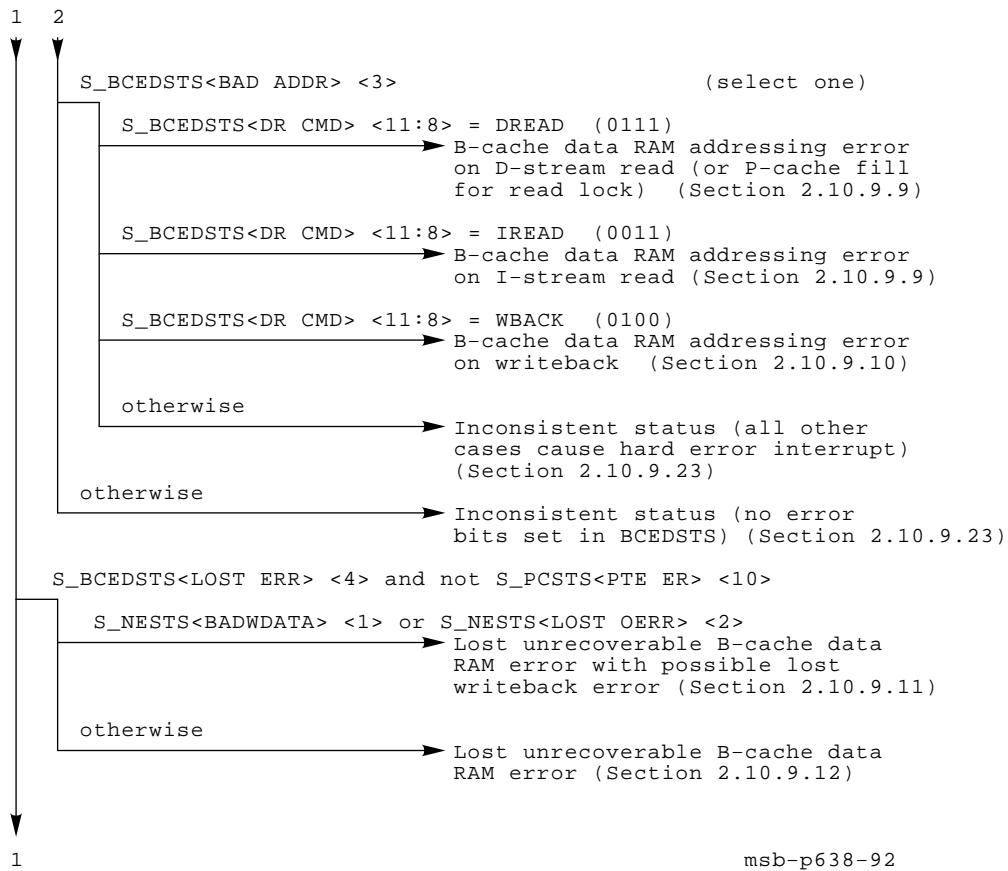 1 2
S_BCEDSTS<BAD ADDR> <3> (select one)
S_BCEDSTS<DR CMD> <11:8> = DREAD (0111)
B-cache data RAM addressing error
on D-stream read (or P-cache fill
for read lock) (Section 2.10.9.9)
S_BCEDSTS<DR CMD> <11:8> = IREAD (0011)
B-cache data RAM addressing error
on I-stream read (Section 2.10.9.9)
S_BCEDSTS<DR CMD> <11:8> = WBACK (0100)
B-cache data RAM addressing error
on writeback (Section 2.10.9.10)
otherwise
Inconsistent status (all other
cases cause hard error interrupt)
(Section 2.10.9.23)
otherwise
Inconsistent status (no error
bits set in BCEDSTS) (Section 2.10.9.23)
S_BCEDSTS<LOST ERR> <4> and not S_PCSTS<PTE ER> <10>
S_NESTS<BADWDATA> <1> or S_NESTS<LOST OERR> <2>
Lost unrecoverable B-cache data
RAM error with possible lost
writeback error (Section 2.10.9.11)
otherwise
Lost unrecoverable B-cache data
RAM error (Section 2.10.9.12)
1 msb-p638-92